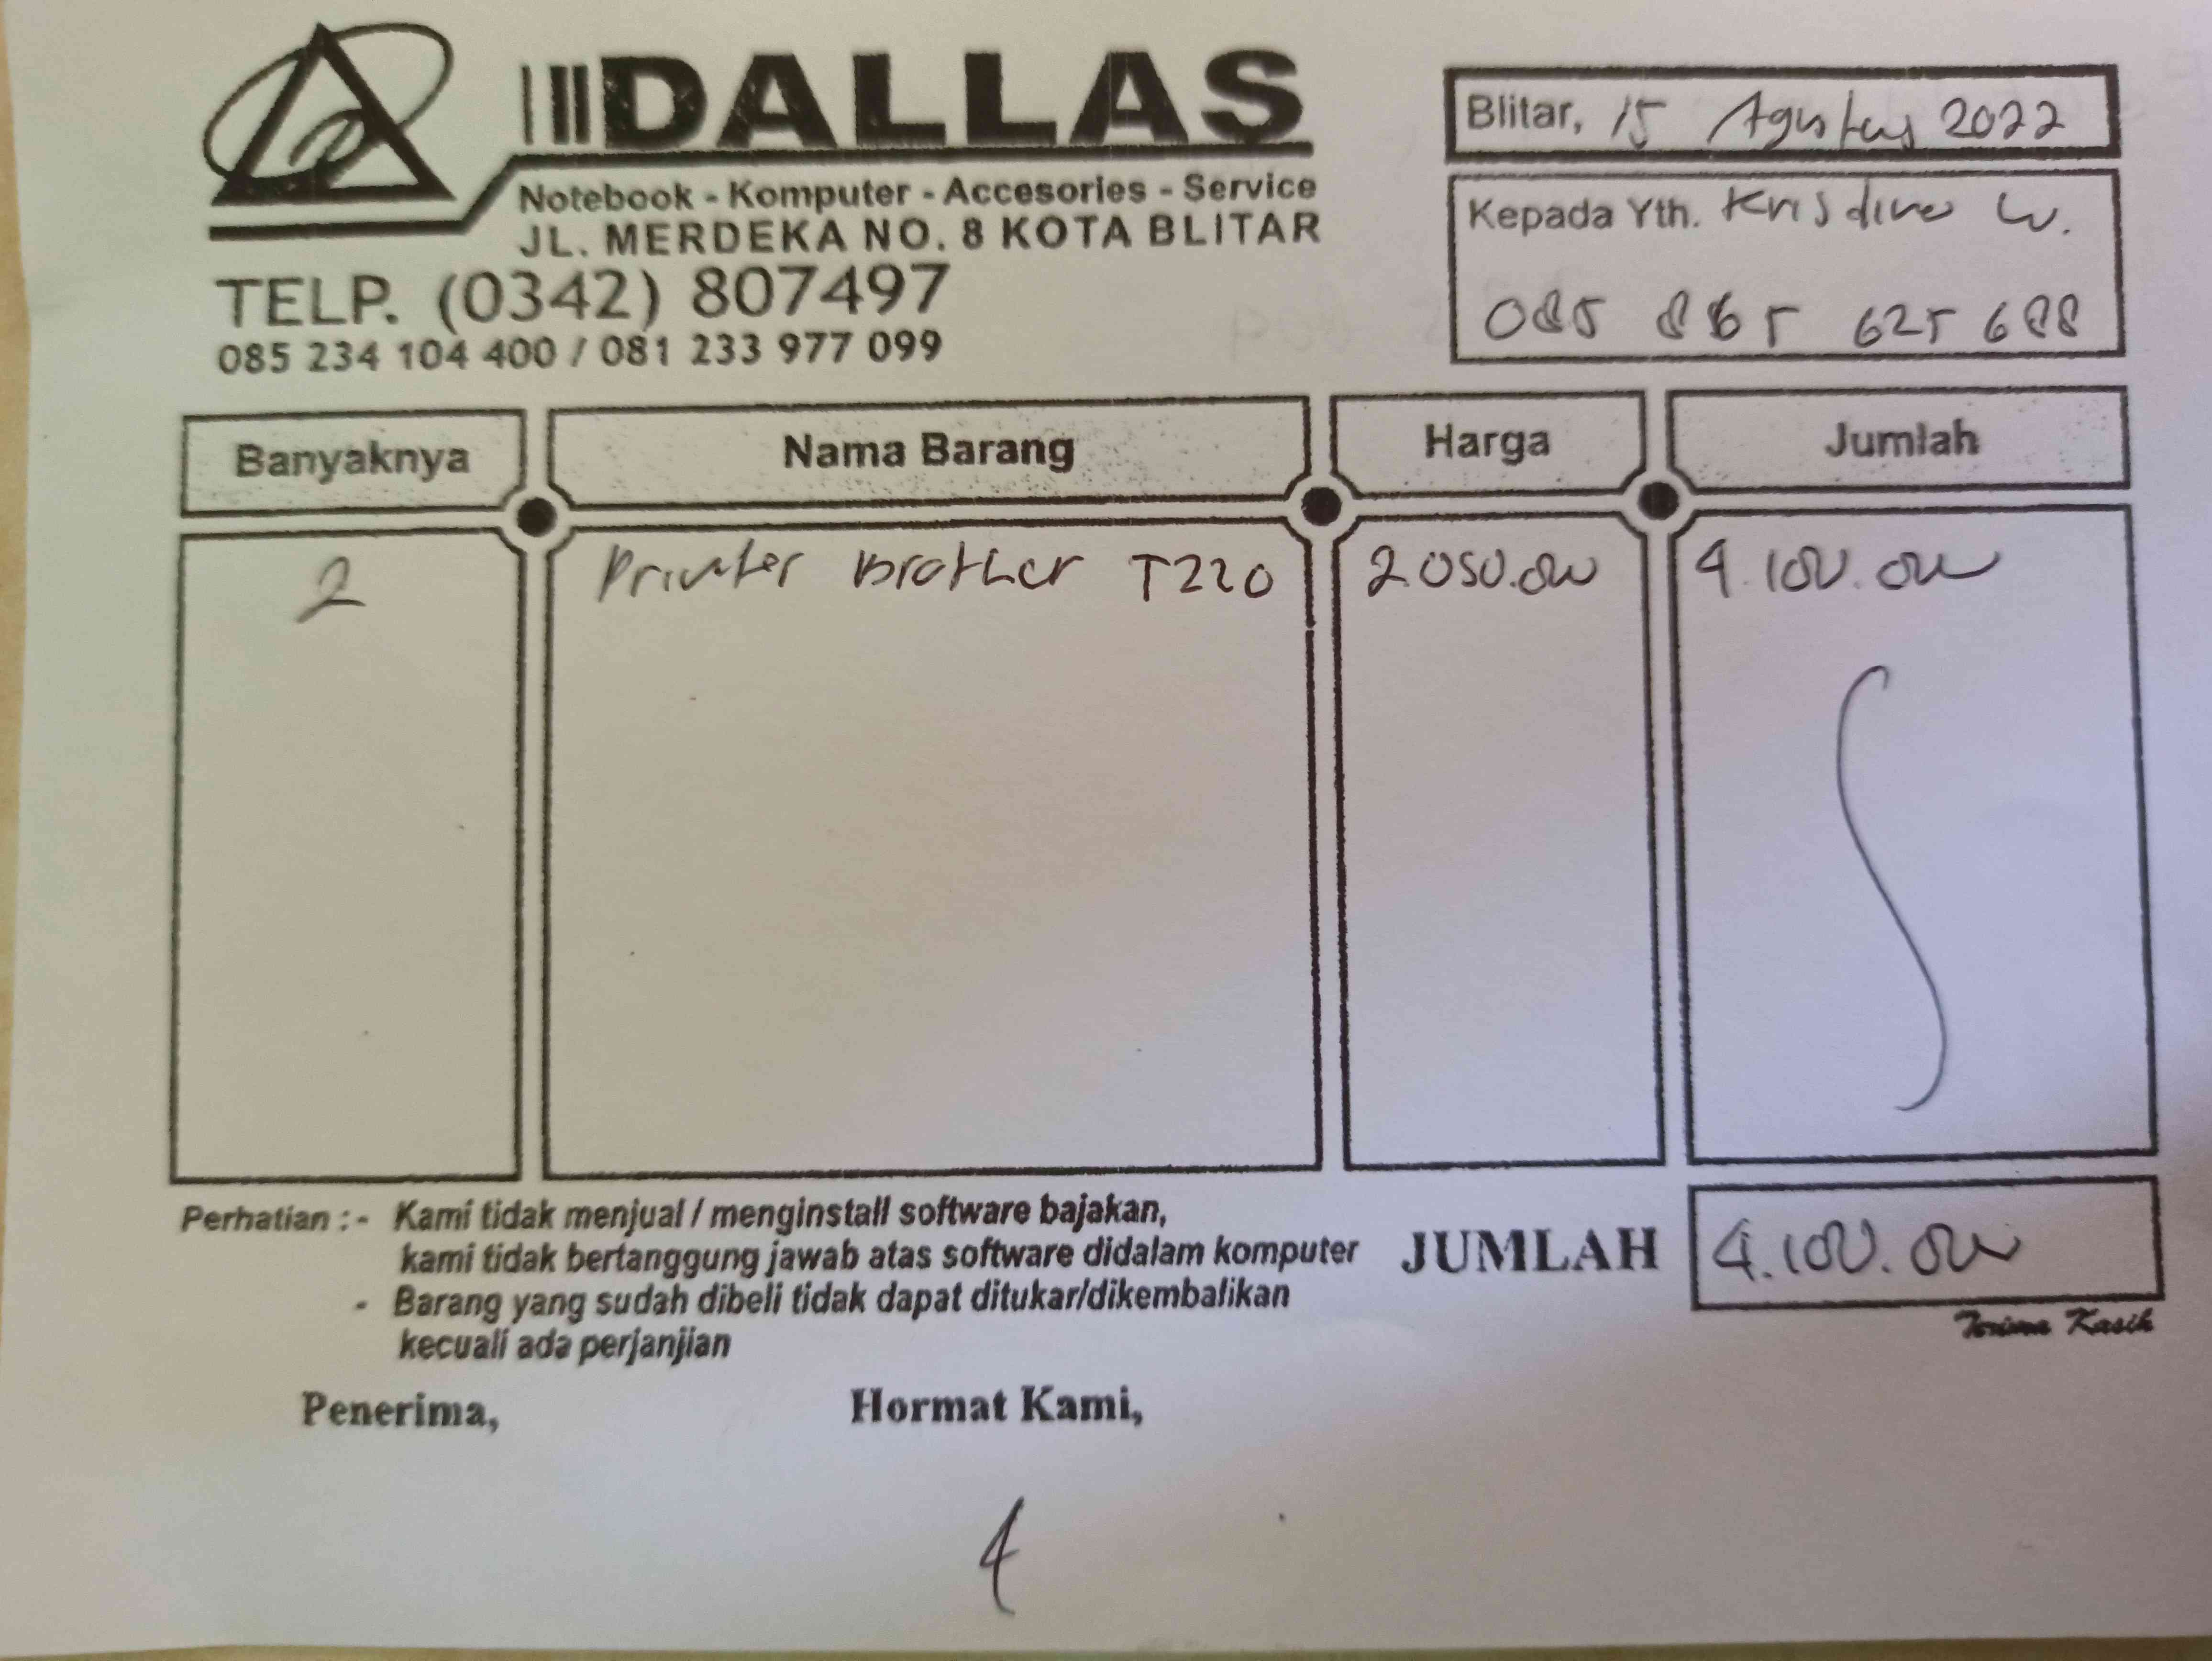 DALLAS
Notebook - Komputer - Accesories - Service
JL. MERDEKA NO. 8 KOTA BLITAR
TELP. (0342) 807497
085 234 104 400 / 081 233 977 099
Blitar, 15 Agustus 2022
Kepada Yth. W.
085 865 625 688
Banyaknya Nama Barang Harga Jumlah
2 Printer Brother T220 2.050.000 4.100.000
Perhatian : - Kami tidak menjual / menginstall software bajakan,
kami tidak bertanggung jawab atas software didalam komputer
- Barang yang sudah dibeli tidak dapat ditukar/dikembalikan
kecuali ada perjanjian
JUMLAH 4.100.000
Terima Kasih
Penerima, Hormat Kami,